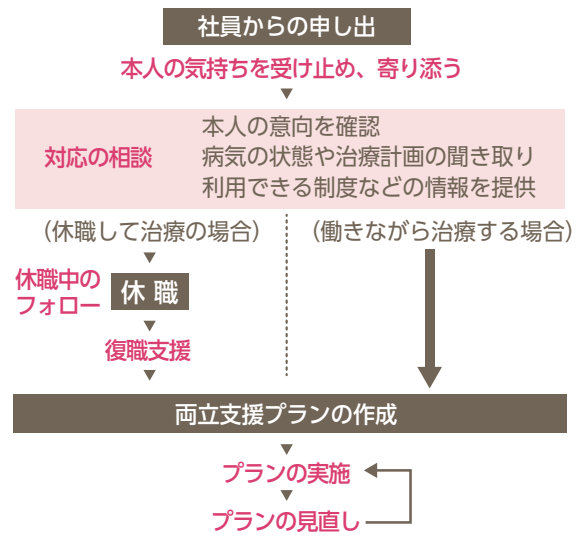 社員からの申し出
本人の気持ちを受け止め、寄り添う
対応の相談
本人の意向を確認
病気の状態や治療計画の聞き取り
利用できる制度などの情報を提供
（休職して治療の場合）
（働きながら治療する場合）
休職中の
フォロー
休 職
復職支援
両立支援プランの作成
プランの実施
プランの見直し